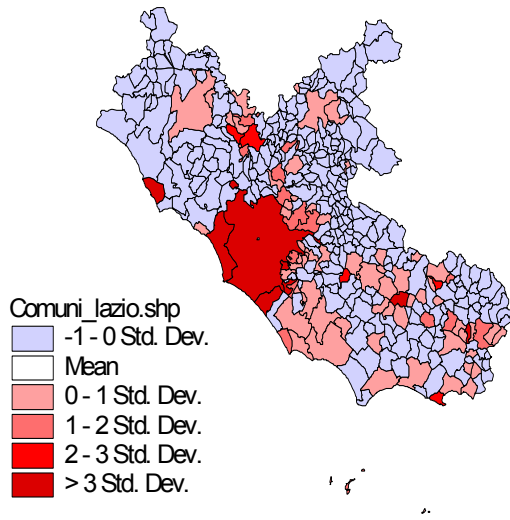 Comuni_lazio.shp
-1 - 0 Std. Dev.
Mean
0 - 1 Std. Dev.
1 - 2 Std. Dev.
2 - 3 Std. Dev.
> 3 Std. Dev.